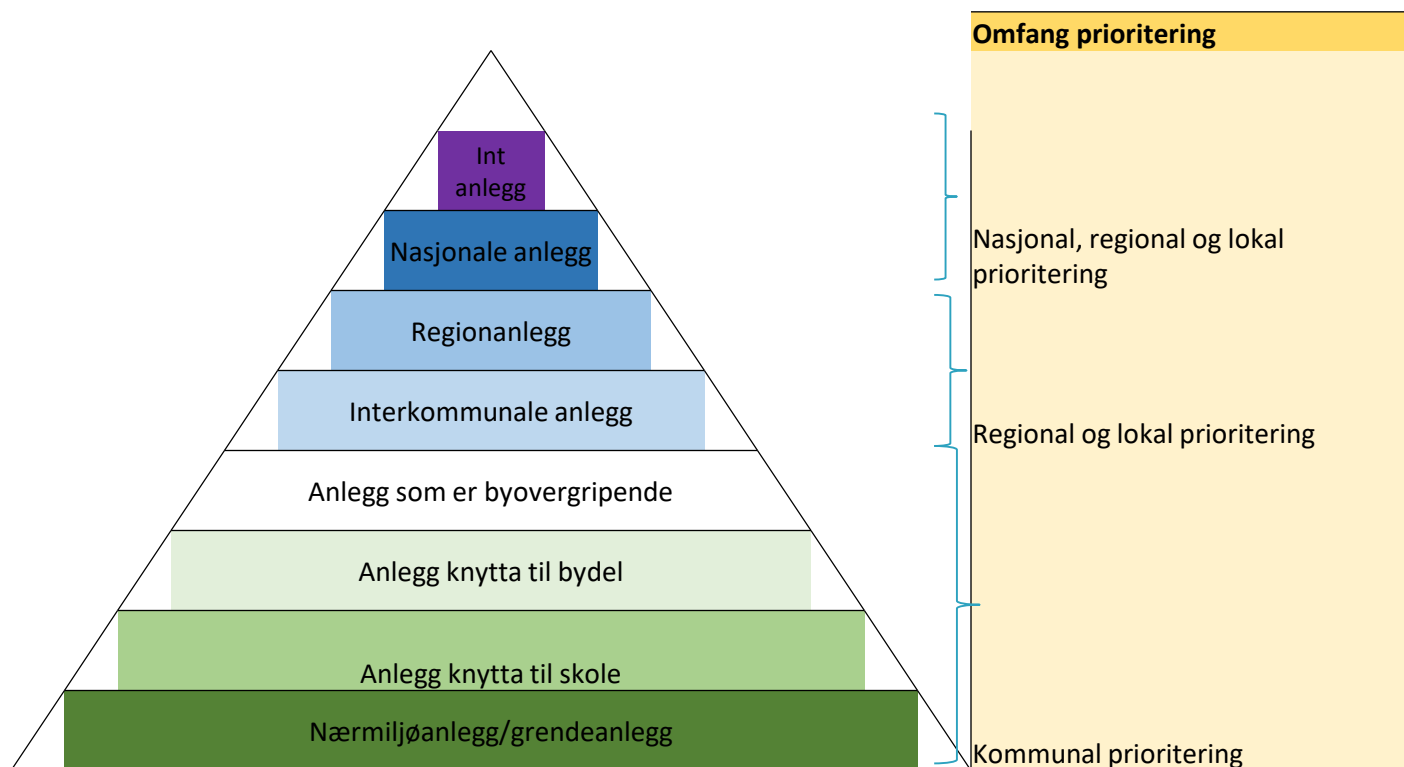 Omfang prioritering
Int
anlegg
Nasjonale anlegg
Nasjonal, regional og lokal
prioritering
Regionanlegg
Interkommunale anlegg
Regional og lokal prioritering
Anlegg som er byovergripende
Anlegg knytta til bydel
Anlegg knytta til skole
Nærmiljøanlegg/grendeanlegg
Kommunal prioritering